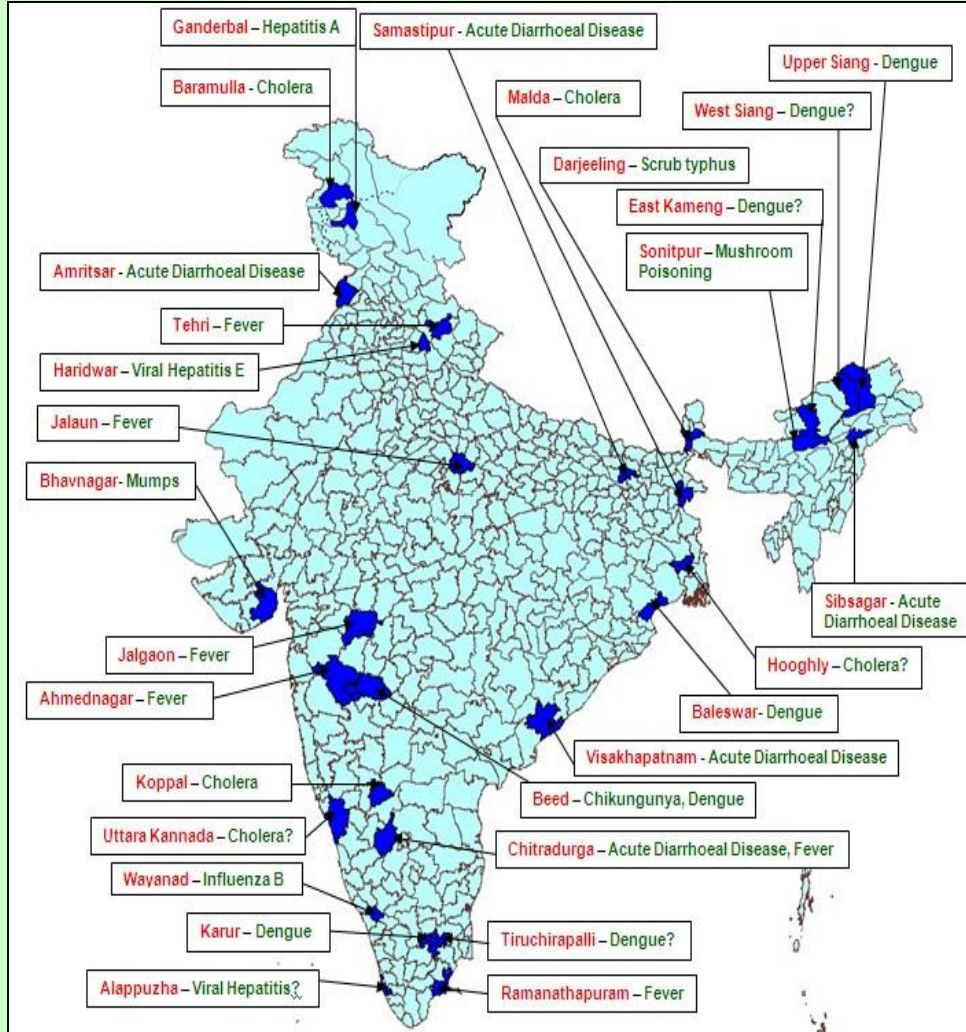 Ganderbal – Hepatitis A
Samastipur - Acute Diarrhoeal Disease
Upper Siang - Dengue
Baramulla - Cholera
Malda – Cholera
West Siang – Dengue?
Darjeeling – Scrub typhus
East Kameng – Dengue?
Sonitpur – Mushroom
Poisoning
Amritsar - Acute Diarrhoeal Disease
Tehri – Fever
Haridwar – Viral Hepatitis E
Jalaun – Fever
Bhavnagar- Mumps
Sibsagar - Acute
Diarrhoeal Disease
Jalgaon – Fever
Hooghly – Cholera?
Ahmednagar – Fever
Baleswar- Dengue
Visakhapatnam - Acute Diarrhoeal Disease
Koppal – Cholera
Beed – Chikungunya, Dengue
Uttara Kannada – Cholera?
Chitradurga – Acute Diarrhoeal Disease, Fever
Wayanad – Influenza B
Karur – Dengue
Tiruchirapalli – Dengue?
Alappuzha – Viral Hepatitis?
Ramanathapuram – Fever